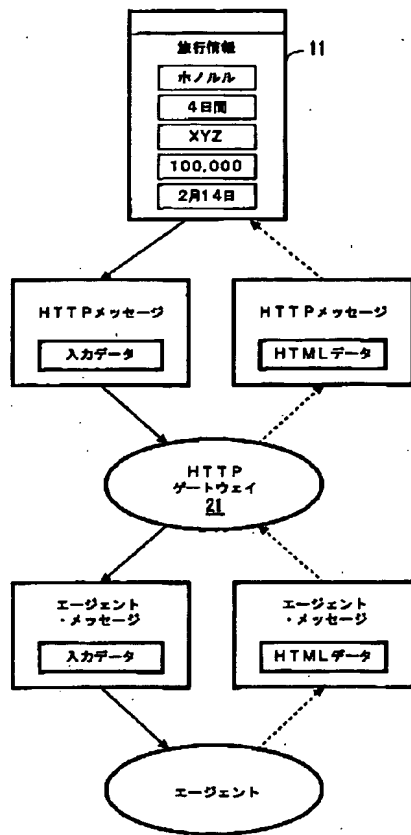 旅行情報
11
ホノルル
4日間
XYZ
100,000
2月14日
HTTPメッセージ
入力データ
HTTPメッセージ
HTMLデータ
HTTP
ゲートウェイ
21
エージェント
・メッセージ
入力データ
エージェント
・メッセージ
HTMLデータ
エージェント